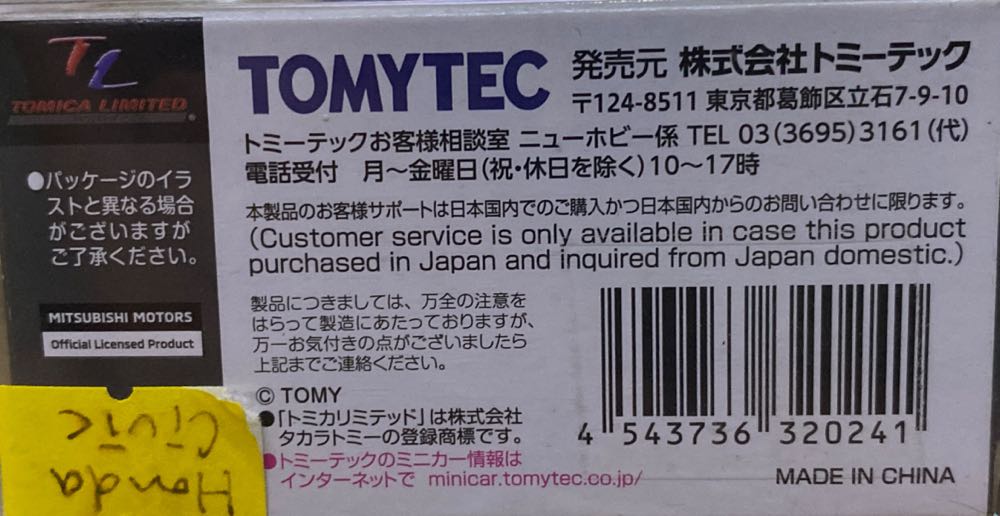 TL
TOMICA LIMITED
●パッケージのイラ
ストと異なる場合
がございますが
ご了承ください。
MITSUBISHI MOTORS
Official Licensed Product
Honda
Civic
TOMYTEC
発売元 株式会社トミーテック
〒124-8511 東京都葛飾区立石7-9-10
トミーテックお客様相談室 ニューホビー係 TEL 03(3695)3161(代)
電話受付 月〜金曜日(祝・休日を除く)10〜17時
本製品のお客様サポートは日本国内でのご購入かつ日本国内からのお問い合わせに限ります。
(Customer service is only available in case this product
purchased in Japan and inquired from Japan domestic.)
製品につきましては、万全の注意を
はらって製造にあたっておりますが、
万一お気付きの点がございましたら
上記までご連絡ください。
© TOMY
●「トミカリミテッド」は株式会社
タカラトミーの登録商標です。
●トミーテックのミニカー情報は
インターネットで minicar.tomytec.co.jp/
4 543736 320241
MADE IN CHINA